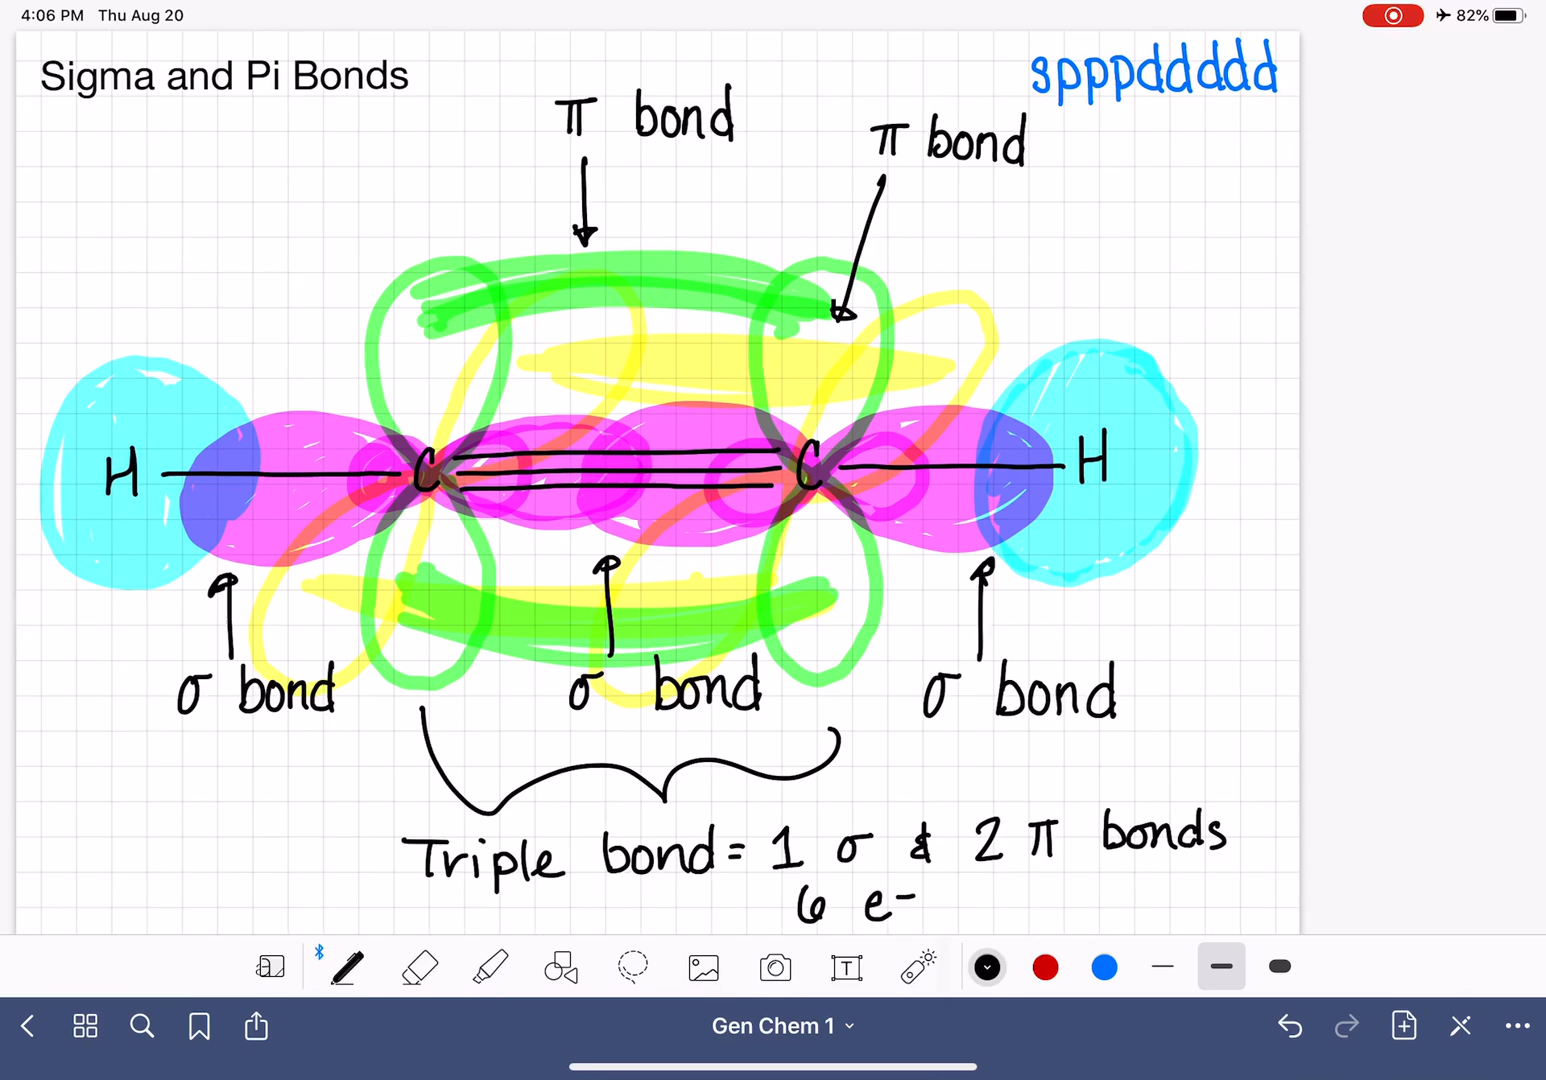 4:06 PM Thu Aug 20
82%
Sigma and Pi Bonds
spppddddd
π bond
π bond
H C C H
σ bond
σ bond
σ bond
Triple bond = 1 σ & 2 π bonds
6 e-
T
Gen Chem 1